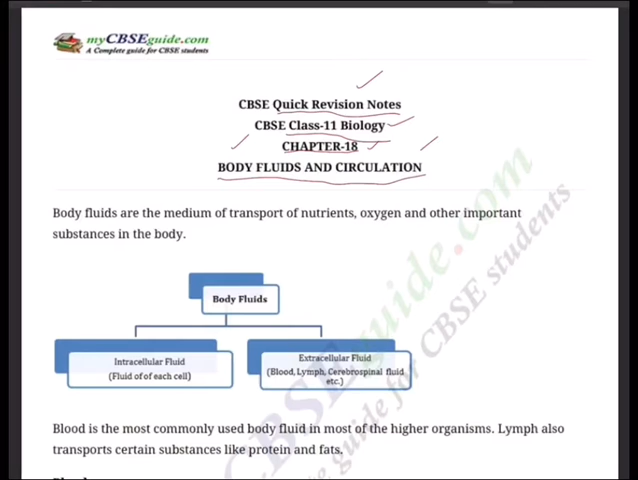 myCBSEguide.com
A Complete guide for CBSE students
CBSE Quick Revision Notes
CBSE Class-11 Biology
CHAPTER-18
BODY FLUIDS AND CIRCULATION
Body fluids are the medium of transport of nutrients, oxygen and other important
substances in the body.
Body Fluids
Intracellular Fluid
(Fluid of of each cell)
Extracellular Fluid
(Blood, Lymph, Cerebrospinal fluid
etc.)
Blood is the most commonly used body fluid in most of the higher organisms. Lymph also
transports certain substances like protein and fats.